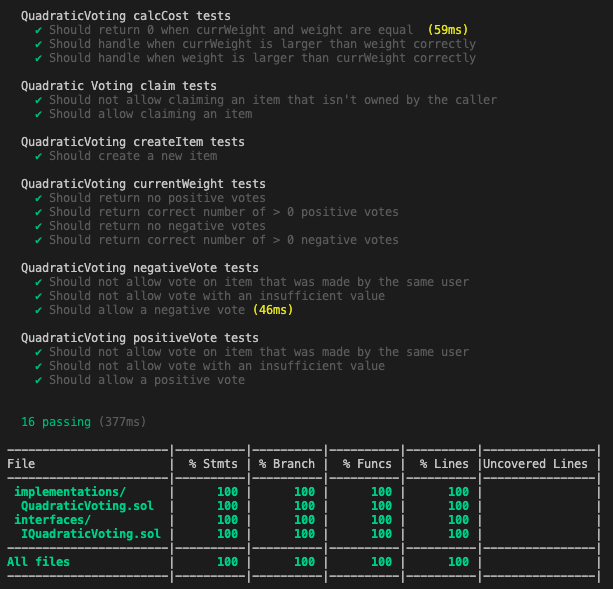 QuadraticVoting calcCost tests
✔ Should return 0 when currWeight and weight are equal (59ms)
✔ Should handle when currWeight is larger than weight correctly
✔ Should handle when weight is larger than currWeight correctly
Quadratic Voting claim tests
✔ Should not allow claiming an item that isn't owned by the caller
✔ Should allow claiming an item
QuadraticVoting createItem tests
✔ Should create a new item
QuadraticVoting currentWeight tests
✔ Should return no positive votes
✔ Should return correct number of > 0 positive votes
✔ Should return no negative votes
✔ Should return correct number of > 0 negative votes
QuadraticVoting negativeVote tests
✔ Should not allow vote on item that was made by the same user
✔ Should not allow vote with an insufficient value
✔ Should allow a negative vote (46ms)
QuadraticVoting positiveVote tests
✔ Should not allow vote on item that was made by the same user
✔ Should not allow vote with an insufficient value
✔ Should allow a positive vote
16 passing (377ms)
File | % Stmts | % Branch | % Funcs | % Lines |Uncovered Lines |
implementations/ | 100 | 100 | 100 | 100 | |
QuadraticVoting.sol | 100 | 100 | 100 | 100 | |
interfaces/ | 100 | 100 | 100 | 100 | |
IQuadraticVoting.sol | 100 | 100 | 100 | 100 | |
All files | 100 | 100 | 100 | 100 | |